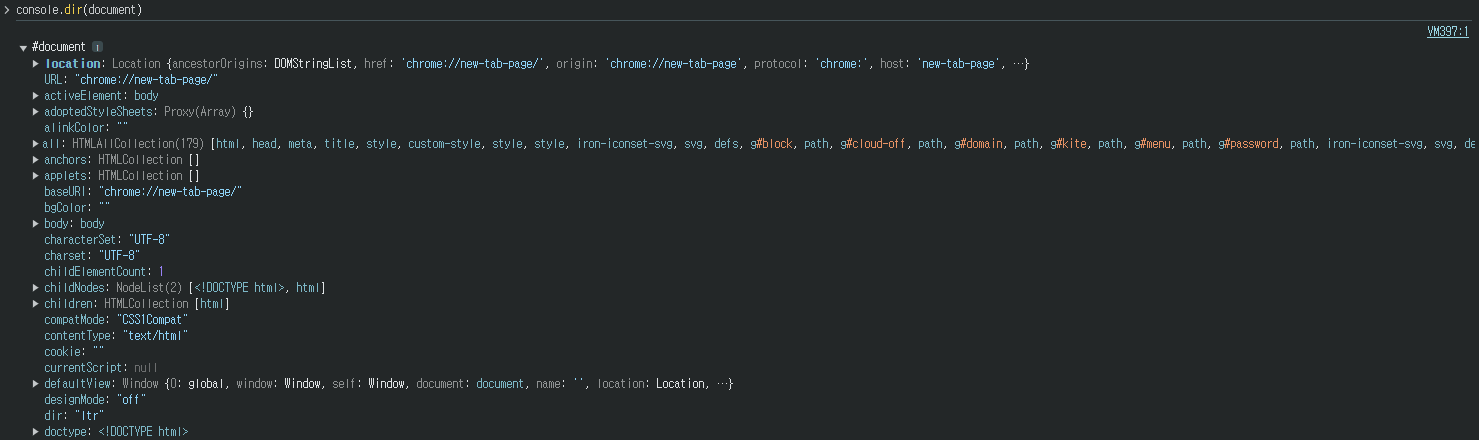 > console.dir(document)
VM397:1
▼ #document i
▶ location: Location {ancestorOrigins: DOMStringList, href: 'chrome://new-tab-page/', origin: 'chrome://new-tab-page', protocol: 'chrome:', host: 'new-tab-page', …}
URL: "chrome://new-tab-page/"
▶ activeElement: body
▶ adoptedStyleSheets: Proxy(Array) {}
alinkColor: ""
▶ all: HTMLAllCollection(179) [html, head, meta, title, style, custom-style, style, style, iron-iconset-svg, svg, defs, g#block, path, g#cloud-off, path, g#domain, path, g#kite, path, g#menu, path, g#password, path, iron-iconset-svg, svg, de
▶ anchors: HTMLCollection []
▶ applets: HTMLCollection []
baseURI: "chrome://new-tab-page/"
bgColor: ""
▶ body: body
characterSet: "UTF-8"
charset: "UTF-8"
childElementCount: 1
▶ childNodes: NodeList(2) [<!DOCTYPE html>, html]
▶ children: HTMLCollection [html]
compatMode: "CSS1Compat"
contentType: "text/html"
cookie: ""
currentScript: null
▶ defaultView: Window {0: global, window: Window, self: Window, document: document, name: '', location: Location, …}
designMode: "off"
dir: "ltr"
▶ doctype: <!DOCTYPE html>